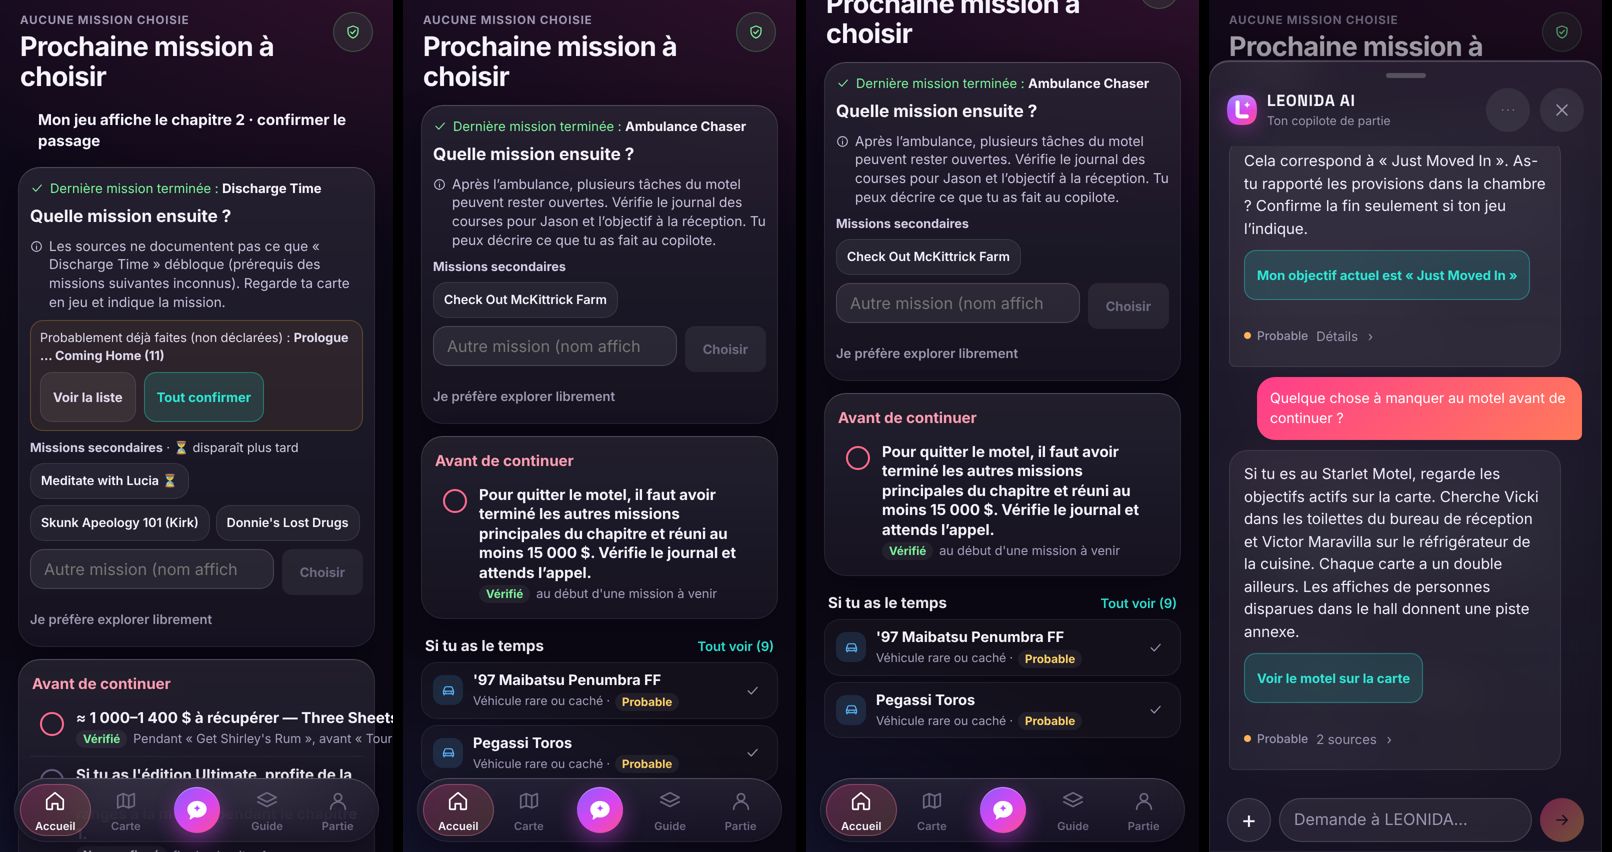 AUCUNE MISSION CHOISIE
Prochaine mission à
choisir
Mon jeu affiche le chapitre 2 · confirmer le
passage
Dernière mission terminée : Discharge Time
Quelle mission ensuite ?
Les sources ne documentent pas ce que «
Discharge Time » débloque (prérequis des
missions suivantes inconnus). Regarde ta carte
en jeu et indique la mission.
Probablement déjà faites (non déclarées) : Prologue
... Coming Home (11)
Voir la liste
Tout confirmer
Missions secondaires · ⏳ disparaît plus tard
Meditate with Lucia ⏳
Skunk Apeology 101 (Kirk)
Donnie's Lost Drugs
Autre mission (nom affich
Choisir
Je préfère explorer librement
Avant de continuer
≈ 1 000–1 400 $ à récupérer — Three Sheets
Vérifié Pendant « Get Shirley's Rum », avant « Tour
Si tu as l'édition Ultimate, profite de la
Accueil
Carte
Guide
Partie
AUCUNE MISSION CHOISIE
Prochaine mission à
choisir
Dernière mission terminée : Ambulance Chaser
Quelle mission ensuite ?
Après l’ambulance, plusieurs tâches du motel
peuvent rester ouvertes. Vérifie le journal des
courses pour Jason et l’objectif à la réception. Tu
peux décrire ce que tu as fait au copilote.
Missions secondaires
Check Out McKittrick Farm
Autre mission (nom affich
Choisir
Je préfère explorer librement
Avant de continuer
Pour quitter le motel, il faut avoir
terminé les autres missions
principales du chapitre et réuni au
moins 15 000 $. Vérifie le journal et
attends l’appel.
Vérifié au début d'une mission à venir
Si tu as le temps
Tout voir (9)
'97 Maibatsu Penumbra FF
Véhicule rare ou caché · Probable
Pegassi Toros
Véhicule rare ou caché · Probable
Accueil
Carte
Guide
Partie
Prochaine mission à
choisir
Dernière mission terminée : Ambulance Chaser
Quelle mission ensuite ?
Après l’ambulance, plusieurs tâches du motel
peuvent rester ouvertes. Vérifie le journal des
courses pour Jason et l’objectif à la réception. Tu
peux décrire ce que tu as fait au copilote.
Missions secondaires
Check Out McKittrick Farm
Autre mission (nom affich
Choisir
Je préfère explorer librement
Avant de continuer
Pour quitter le motel, il faut avoir
terminé les autres missions
principales du chapitre et réuni au
moins 15 000 $. Vérifie le journal et
attends l’appel.
Vérifié au début d'une mission à venir
Si tu as le temps
Tout voir (9)
'97 Maibatsu Penumbra FF
Véhicule rare ou caché · Probable
Pegassi Toros
Véhicule rare ou caché · Probable
Accueil
Carte
Guide
Partie
AUCUNE MISSION CHOISIE
Prochaine mission à
LEONIDA AI
Ton copilote de partie
Cela correspond à « Just Moved In ». As-
tu rapporté les provisions dans la chambre
? Confirme la fin seulement si ton jeu
l’indique.
Mon objectif actuel est « Just Moved In »
Probable Détails ›
Quelque chose à manquer au motel avant de
continuer ?
Si tu es au Starlet Motel, regarde les
objectifs actifs sur la carte. Cherche Vicki
dans les toilettes du bureau de réception
et Victor Maravilla sur le réfrigérateur de
la cuisine. Chaque carte a un double
ailleurs. Les affiches de personnes
disparues dans le hall donnent une piste
annexe.
Voir le motel sur la carte
Probable 2 sources ›
Demande à LEONIDA...